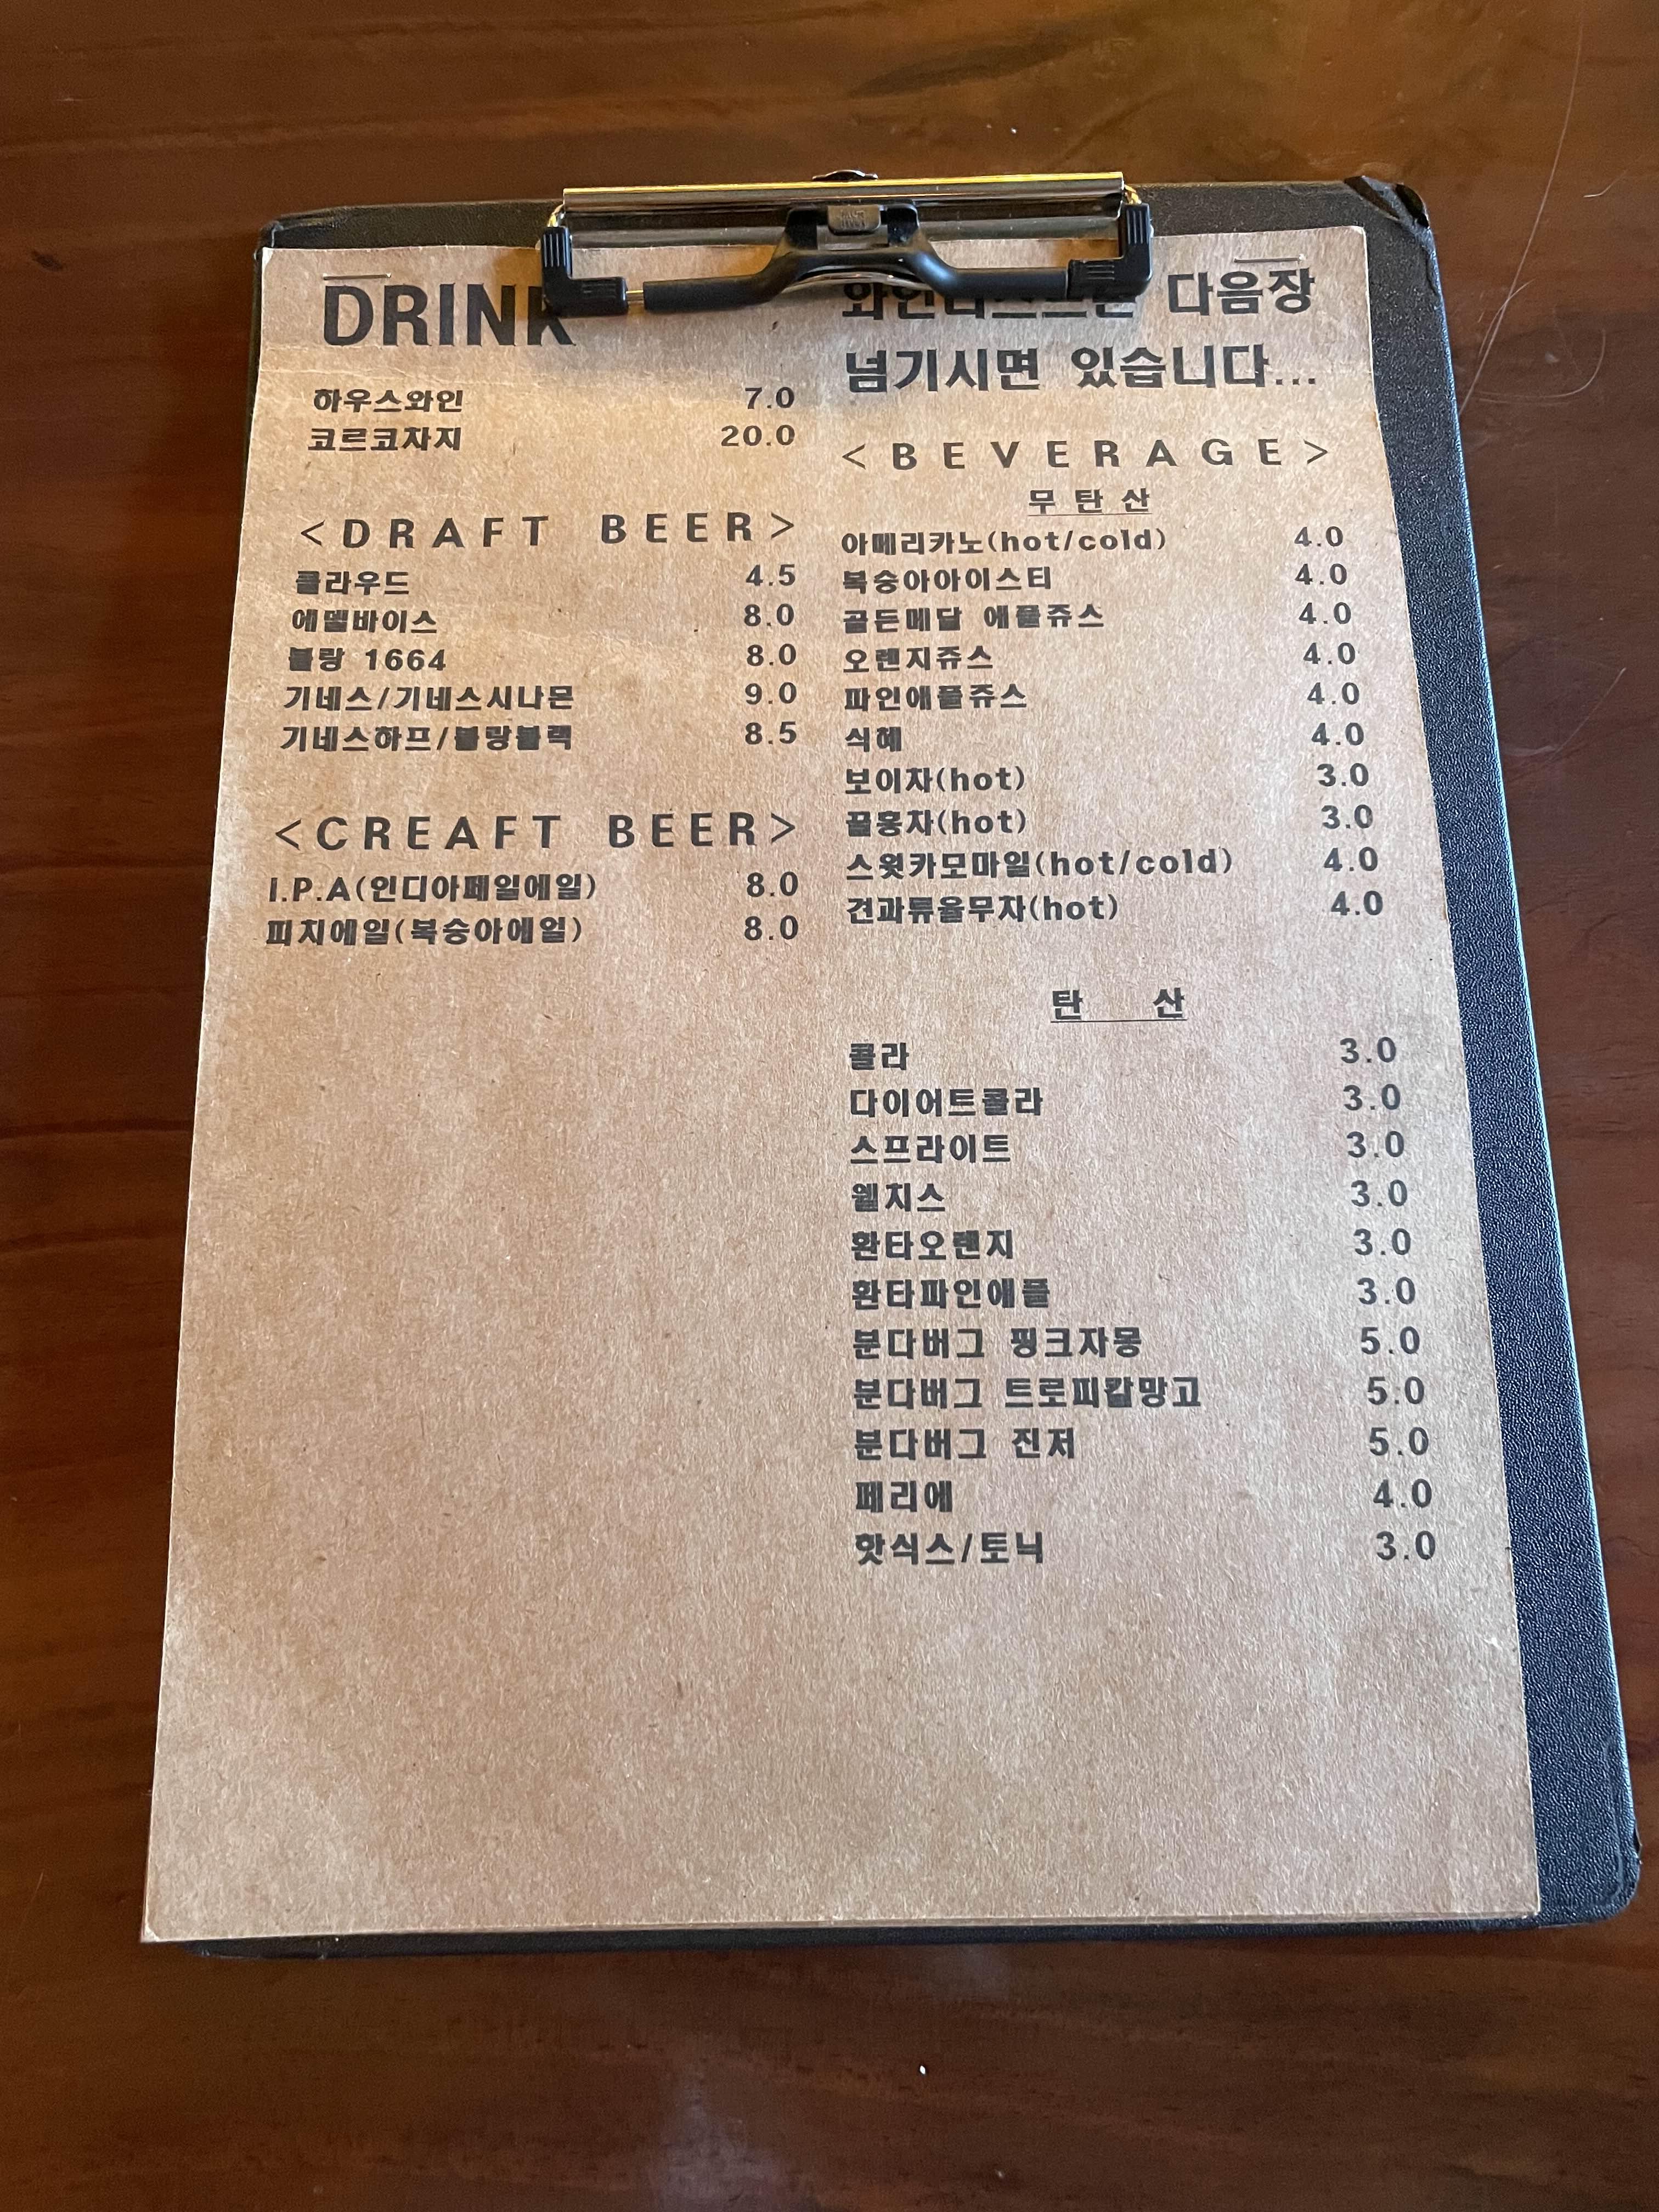 DRINK
하우스와인 7.0
코르코차지 20.0
<DRAFT BEER>
클라우드 4.5
에델바이스 8.0
블랑 1664 8.0
기네스/기네스시나몬 9.0
기네스하프/블랑블랙 8.5
<CREAFT BEER>
I.P.A(인디아페일에일) 8.0
피치에일(복숭아에일) 8.0
와인리스트는 다음장
넘기시면 있습니다...
<BEVERAGE>
무탄산
아메리카노(hot/cold) 4.0
복숭아아이스티 4.0
골든메달 애플쥬스 4.0
오렌지쥬스 4.0
파인애플쥬스 4.0
식혜 4.0
보이차(hot) 3.0
꿀홍차(hot) 3.0
스윗카모마일(hot/cold) 4.0
견과류율무차(hot) 4.0
탄 산
콜라 3.0
다이어트콜라 3.0
스프라이트 3.0
웰치스 3.0
환타오렌지 3.0
환타파인애플 3.0
분다버그 핑크자몽 5.0
분다버그 트로피칼망고 5.0
분다버그 진저 5.0
페리에 4.0
핫식스/토닉 3.0